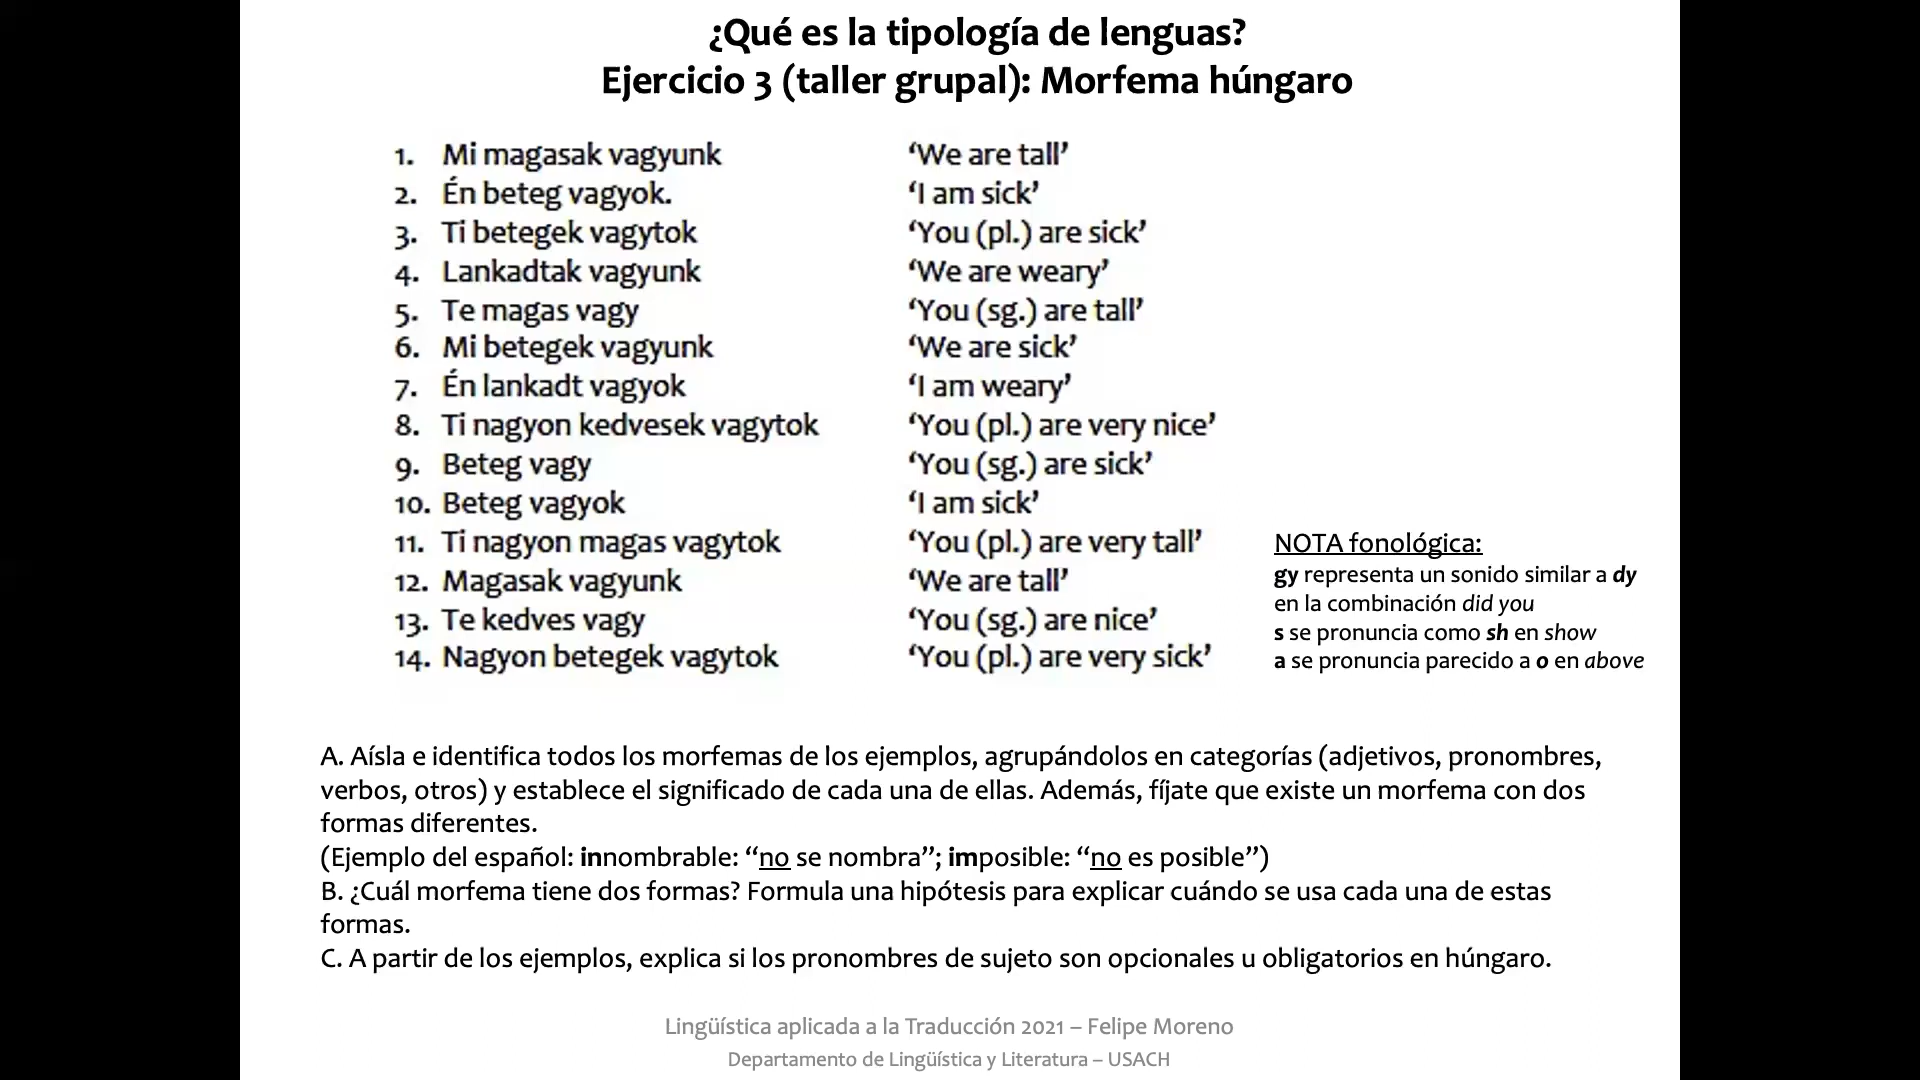 ¿Qué es la tipología de lenguas?
Ejercicio 3 (taller grupal): Morfema húngaro
1. Mi magasak vagyunk ‘We are tall’
2. Én beteg vagyok. ‘I am sick’
3. Ti betegek vagytok ‘You (pl.) are sick’
4. Lankadtak vagyunk ‘We are weary’
5. Te magas vagy ‘You (sg.) are tall’
6. Mi betegek vagyunk ‘We are sick’
7. Én lankadt vagyok ‘I am weary’
8. Ti nagyon kedvesek vagytok ‘You (pl.) are very nice’
9. Beteg vagy ‘You (sg.) are sick’
10. Beteg vagyok ‘I am sick’
11. Ti nagyon magas vagytok ‘You (pl.) are very tall’
12. Magasak vagyunk ‘We are tall’
13. Te kedves vagy ‘You (sg.) are nice’
14. Nagyon betegek vagytok ‘You (pl.) are very sick’
NOTA fonológica:
gy representa un sonido similar a dy
en la combinación did you
s se pronuncia como sh en show
a se pronuncia parecido a o en above
A. Aísla e identifica todos los morfemas de los ejemplos, agrupándolos en categorías (adjetivos, pronombres,
verbos, otros) y establece el significado de cada una de ellas. Además, fíjate que existe un morfema con dos
formas diferentes.
(Ejemplo del español: innombrable: “no se nombra”; imposible: “no es posible”)
B. ¿Cuál morfema tiene dos formas? Formula una hipótesis para explicar cuándo se usa cada una de estas
formas.
C. A partir de los ejemplos, explica si los pronombres de sujeto son opcionales u obligatorios en húngaro.
Lingüística aplicada a la Traducción 2021 – Felipe Moreno
Departamento de Lingüística y Literatura – USACH